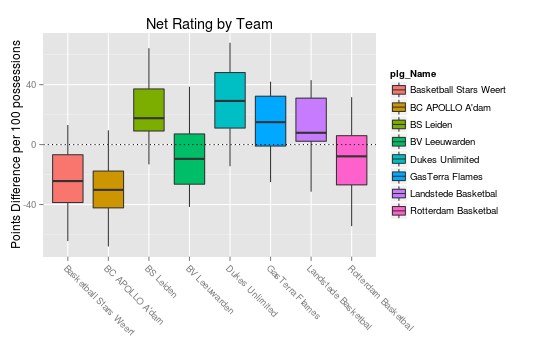 Net Rating by Team
Points Difference per 100 possessions
40
0
-40
Basketball Stars Weert
BC APOLLO A'dam
BS Leiden
BV Leeuwarden
Dukes Unlimited
GasTerra Flames
Landstede Basketbal
Rotterdam Basketbal
plg_Name
Basketball Stars Weert
BC APOLLO A'dam
BS Leiden
BV Leeuwarden
Dukes Unlimited
GasTerra Flames
Landstede Basketbal
Rotterdam Basketbal